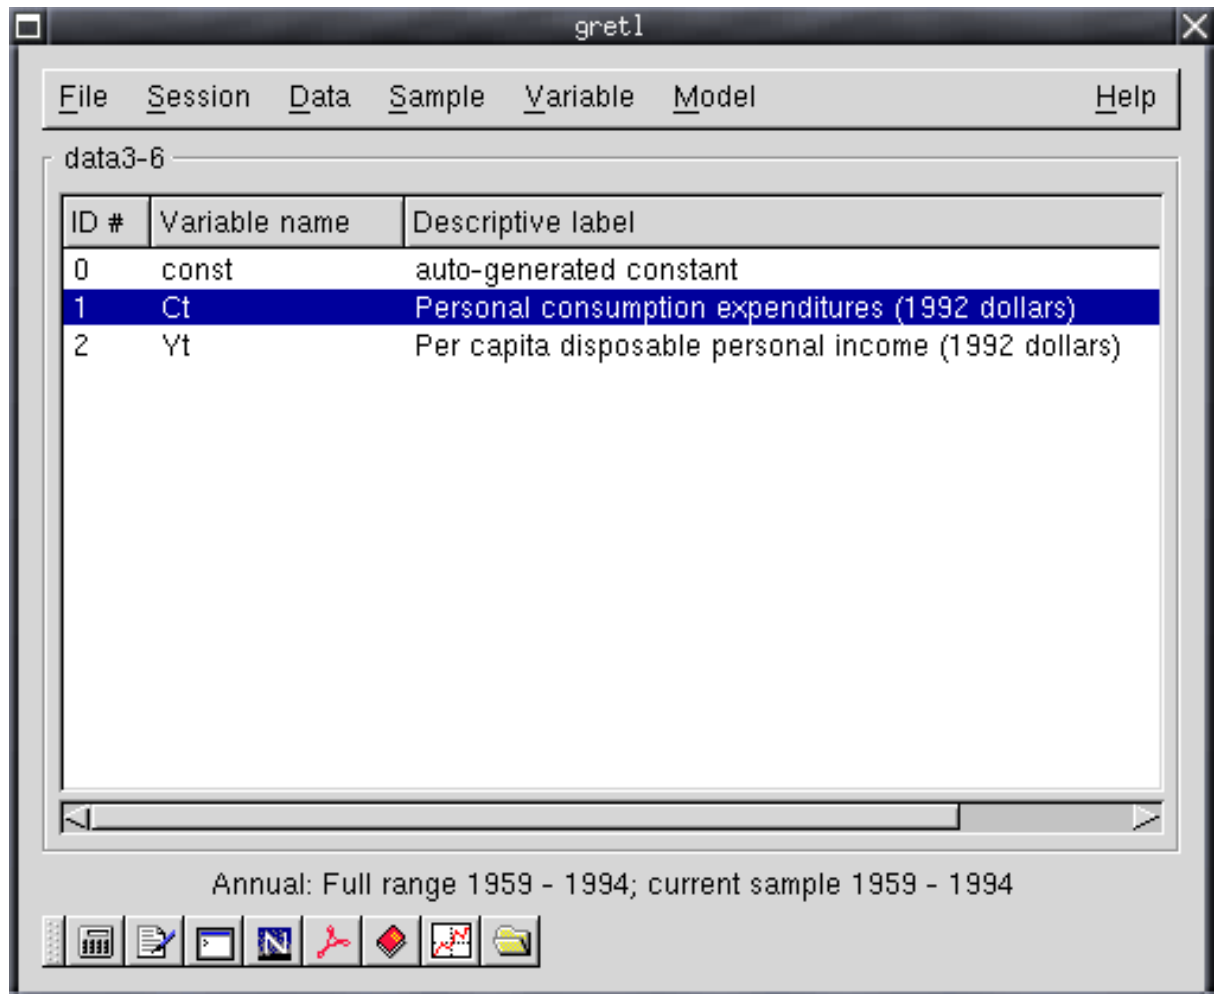 gretl
File Session Data Sample Variable Model Help
data3-6
ID # Variable name Descriptive label
0 const auto-generated constant
1 Ct Personal consumption expenditures (1992 dollars)
2 Yt Per capita disposable personal income (1992 dollars)
Annual: Full range 1959 - 1994; current sample 1959 - 1994
N